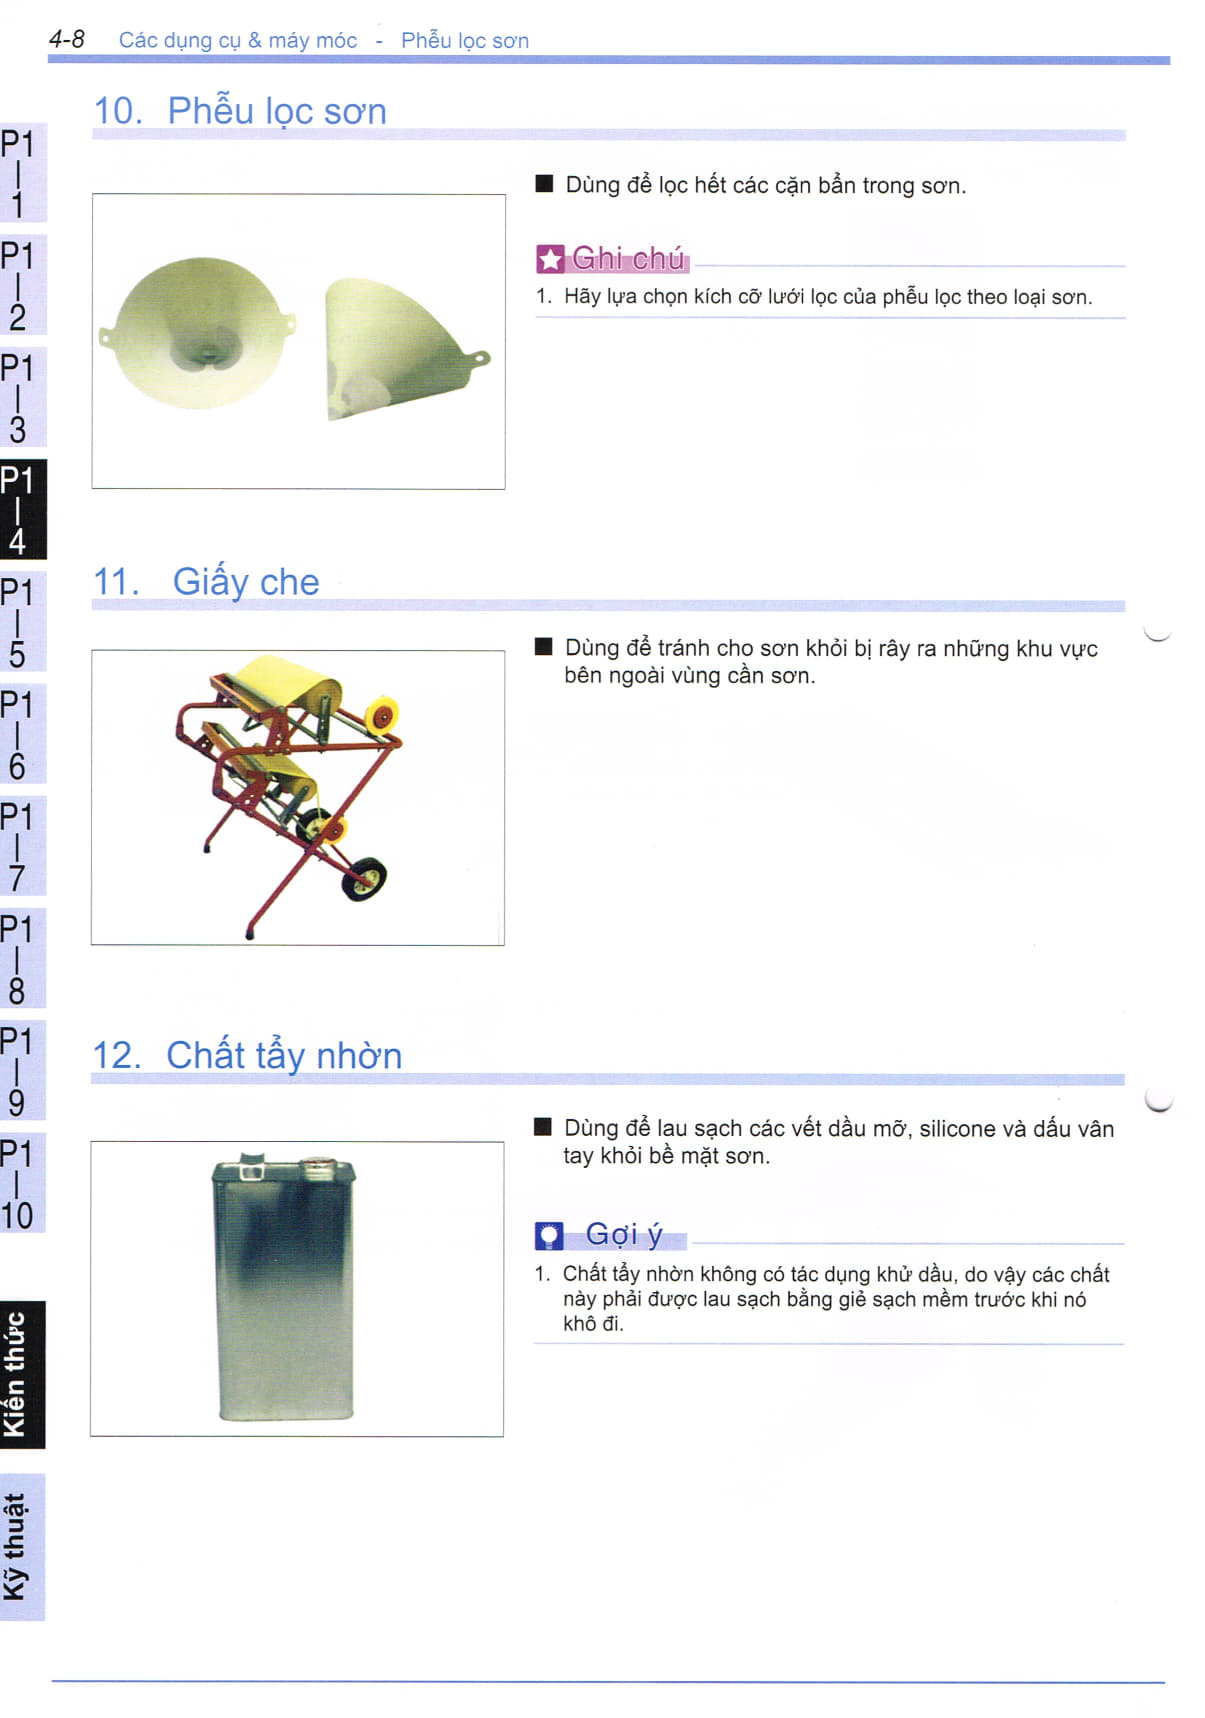 4-8 Các dụng cụ & máy móc - Phễu lọc sơn
10. Phễu lọc sơn
Dùng để lọc hết các cặn bẩn trong sơn.
Ghi chú
1. Hãy lựa chọn kích cỡ lưới lọc của phễu lọc theo loại sơn.
11. Giấy che
Dùng để tránh cho sơn khỏi bị rây ra những khu vực
bên ngoài vùng cần sơn.
12. Chất tẩy nhờn
Dùng để lau sạch các vết dầu mỡ, silicone và dấu vân
tay khỏi bề mặt sơn.
Gợi ý
1. Chất tẩy nhờn không có tác dụng khử dầu, do vậy các chất
này phải được lau sạch bằng giẻ sạch mềm trước khi nó
khô đi.
P1
1
P1
2
P1
3
P1
4
P1
5
P1
6
P1
7
P1
8
P1
9
P1
10
Kiến thức
Kỹ thuật